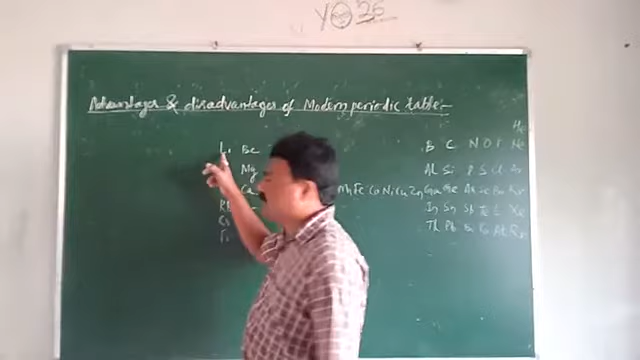 Advantages & disadvantages of Modern periodic table:-
He
Li Be B C N O F Ne
Mg Al Si P S Cl Ar
Ca Mn Fe Co Ni Cu Zn Ga Ge As Se Br Kr
Rb In Sn Sb Te I Xe
Cs Tl Pb Bi Po At Rn
Fr